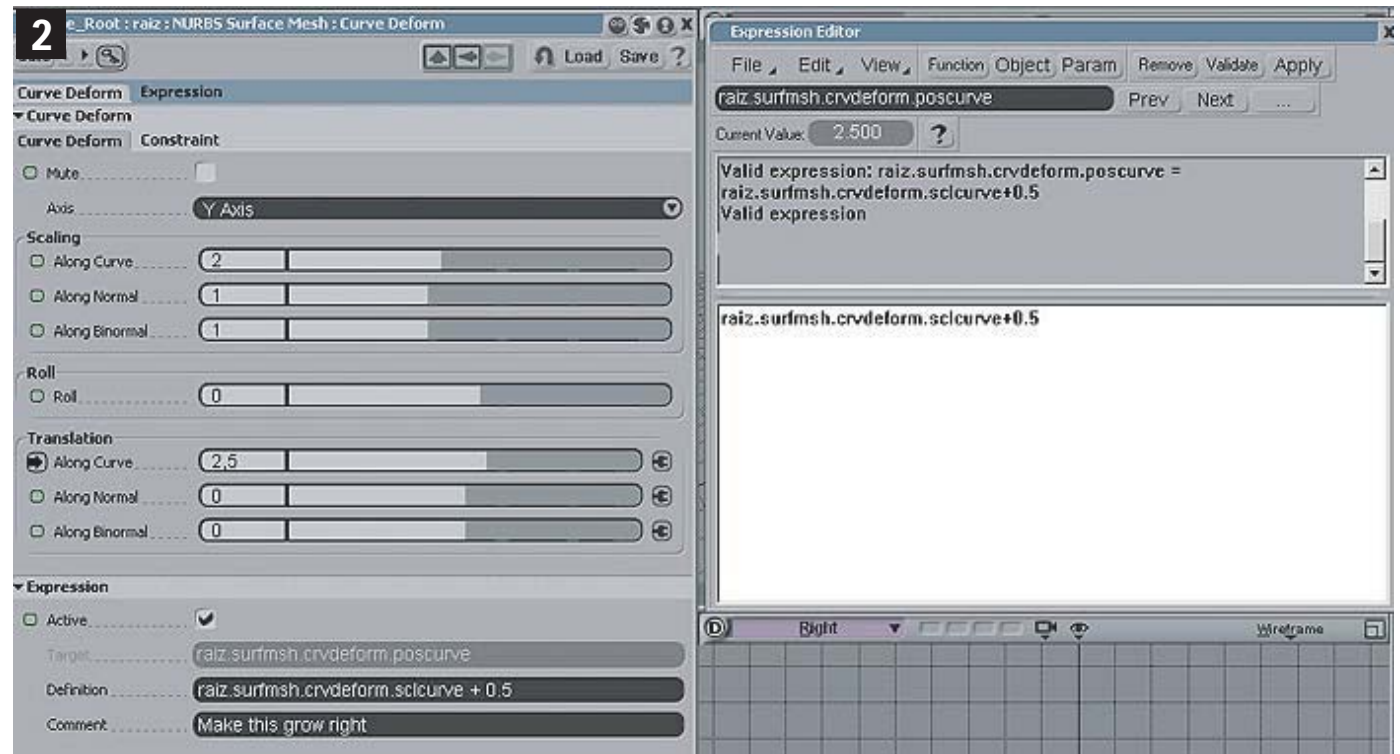 2
e_Root : raiz : NURBS Surface Mesh : Curve Deform
Load Save ?
Curve Deform Expression
Curve Deform
Curve Deform Constraint
Mute
Axis Y Axis
Scaling
Along Curve 2
Along Normal 1
Along Binormal 1
Roll
Roll 0
Translation
Along Curve 2,5
Along Normal 0
Along Binormal 0
Expression
Active
Target raiz.surfmsh.crvdeform.poscurve
Definition raiz.surfmsh.crvdeform.sclcurve + 0.5
Comment Make this grow right
Expression Editor X
File Edit View Function Object Param Remove Validate Apply
raiz.surfmsh.crvdeform.poscurve Prev Next ...
Current Value: 2.500 ?
Valid expression: raiz.surfmsh.crvdeform.poscurve =
raiz.surfmsh.crvdeform.sclcurve+0.5
Valid expression
raiz.surfmsh.crvdeform.sclcurve+0.5
D Right Wireframe